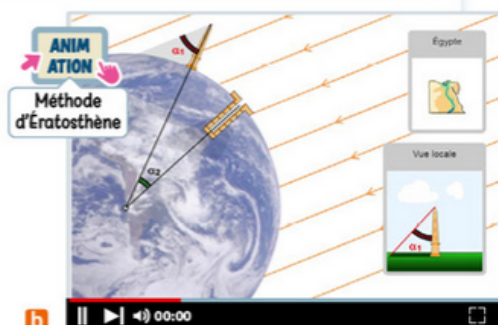 ANIM
ATION
Méthode
d'Ératosthène
α1
α2
Égypte
Vue locale
α1
b
00:00